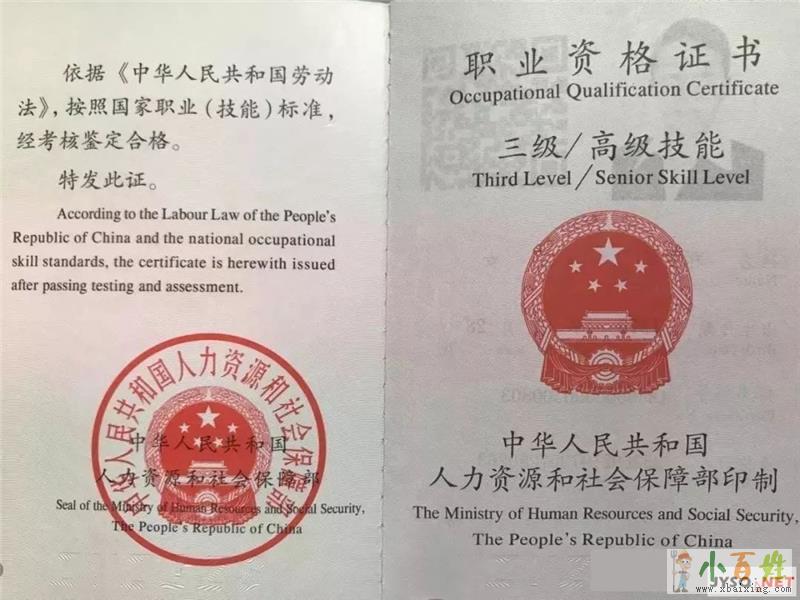 依据《中华人民共和国劳动
法》，按照国家职业（技能）标准，
经考核鉴定合格。
特发此证。
According to the Labour Law of the People's
Republic of China and the national occupational
skill standards, the certificate is herewith issued
after passing testing and assessment.
中华人民共和国人力资源和社会保障部
中华人民共和国
人力资源和社会保障部
Seal of the Ministry of Human Resources and Social Security,
The People's Republic of China
职业资格证书
Occupational Qualification Certificate
三级/高级技能
Third Level/Senior Skill Level
中华人民共和国
人力资源和社会保障部印制
The Ministry of Human Resources and Social Security,
The People's Republic of China
小百姓
JYSO.NET
www.xbaixing.com